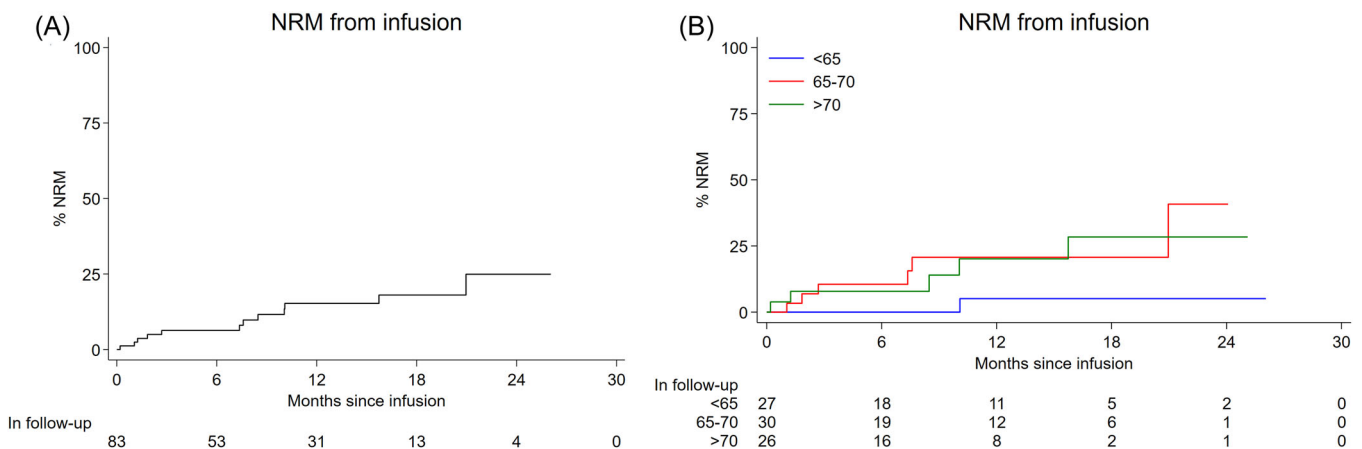 (A)
NRM from infusion
100
75
50
25
0
% NRM
0 6 12 18 24 30
Months since infusion
In follow-up
83 53 31 13 4 0
(B)
NRM from infusion
<65
65-70
>70
100
75
50
25
0
% NRM
0 6 12 18 24 30
Months since infusion
In follow-up
<65 27 18 11 5 2 0
65-70 30 19 12 6 1 0
>70 26 16 8 2 1 0